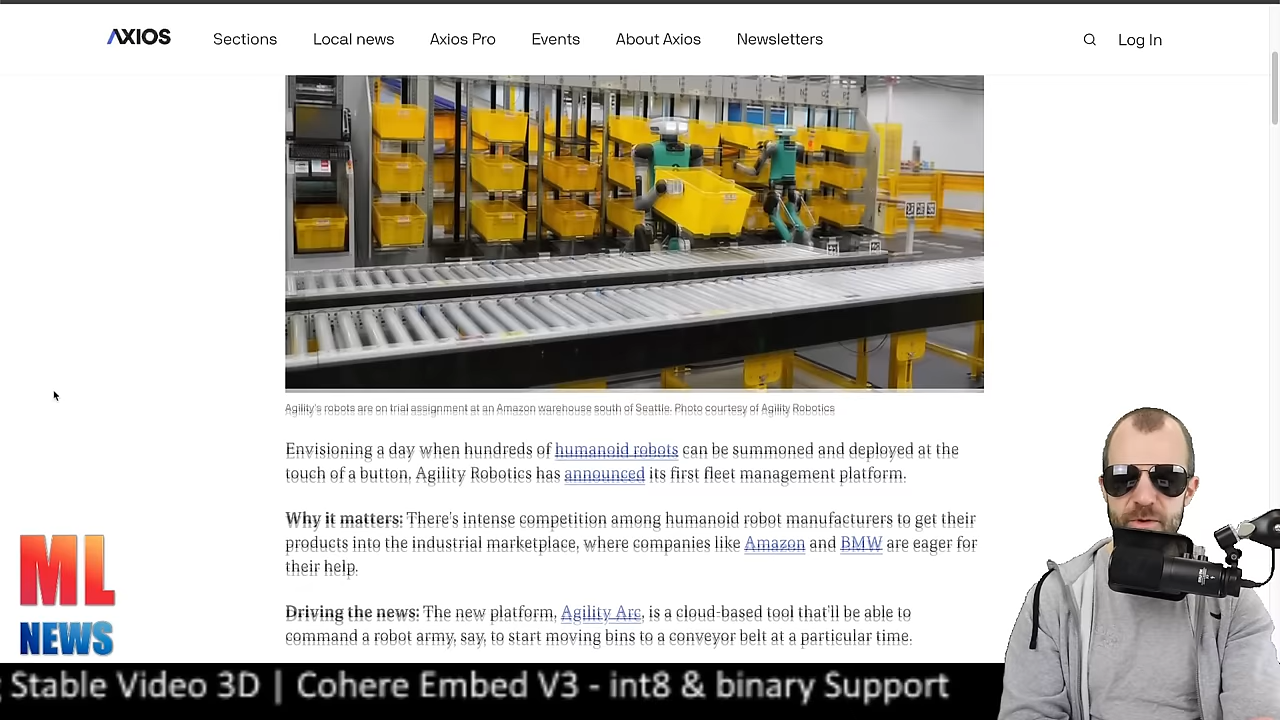 AXIOS
Sections
Local news
Axios Pro
Events
About Axios
Newsletters
Log In
Agility's robots are on trial assignment at an Amazon warehouse south of Seattle. Photo courtesy of Agility Robotics
Envisioning a day when hundreds of humanoid robots can be summoned and deployed at the
touch of a button, Agility Robotics has announced its first fleet management platform.
Why it matters: There's intense competition among humanoid robot manufacturers to get their
products into the industrial marketplace, where companies like Amazon and BMW are eager for
their help.
Driving the news: The new platform, Agility Arc, is a cloud-based tool that'll be able to
command a robot army, say, to start moving bins to a conveyor belt at a particular time.
ML
NEWS
Stable Video 3D | Cohere Embed V3 - int8 & binary Support